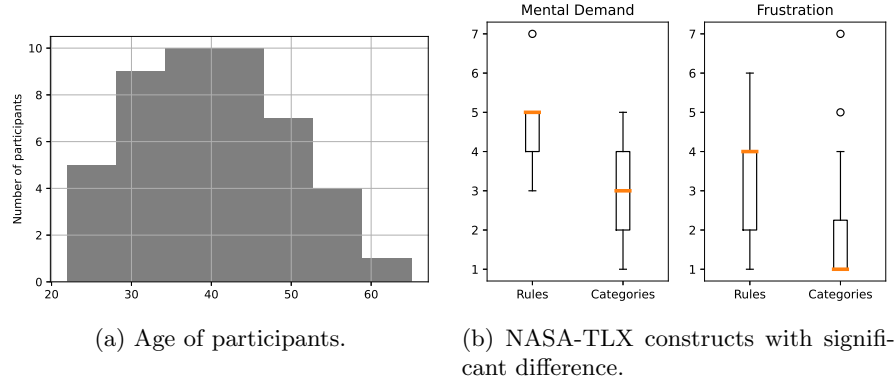 Number of participants
10
8
6
4
2
0
20 30 40 50 60
(a) Age of participants.
Mental Demand
7
6
5
4
3
2
1
Rules Categories
Frustration
7
6
5
4
3
2
1
Rules Categories
(b) NASA-TLX constructs with signifi-
cant difference.